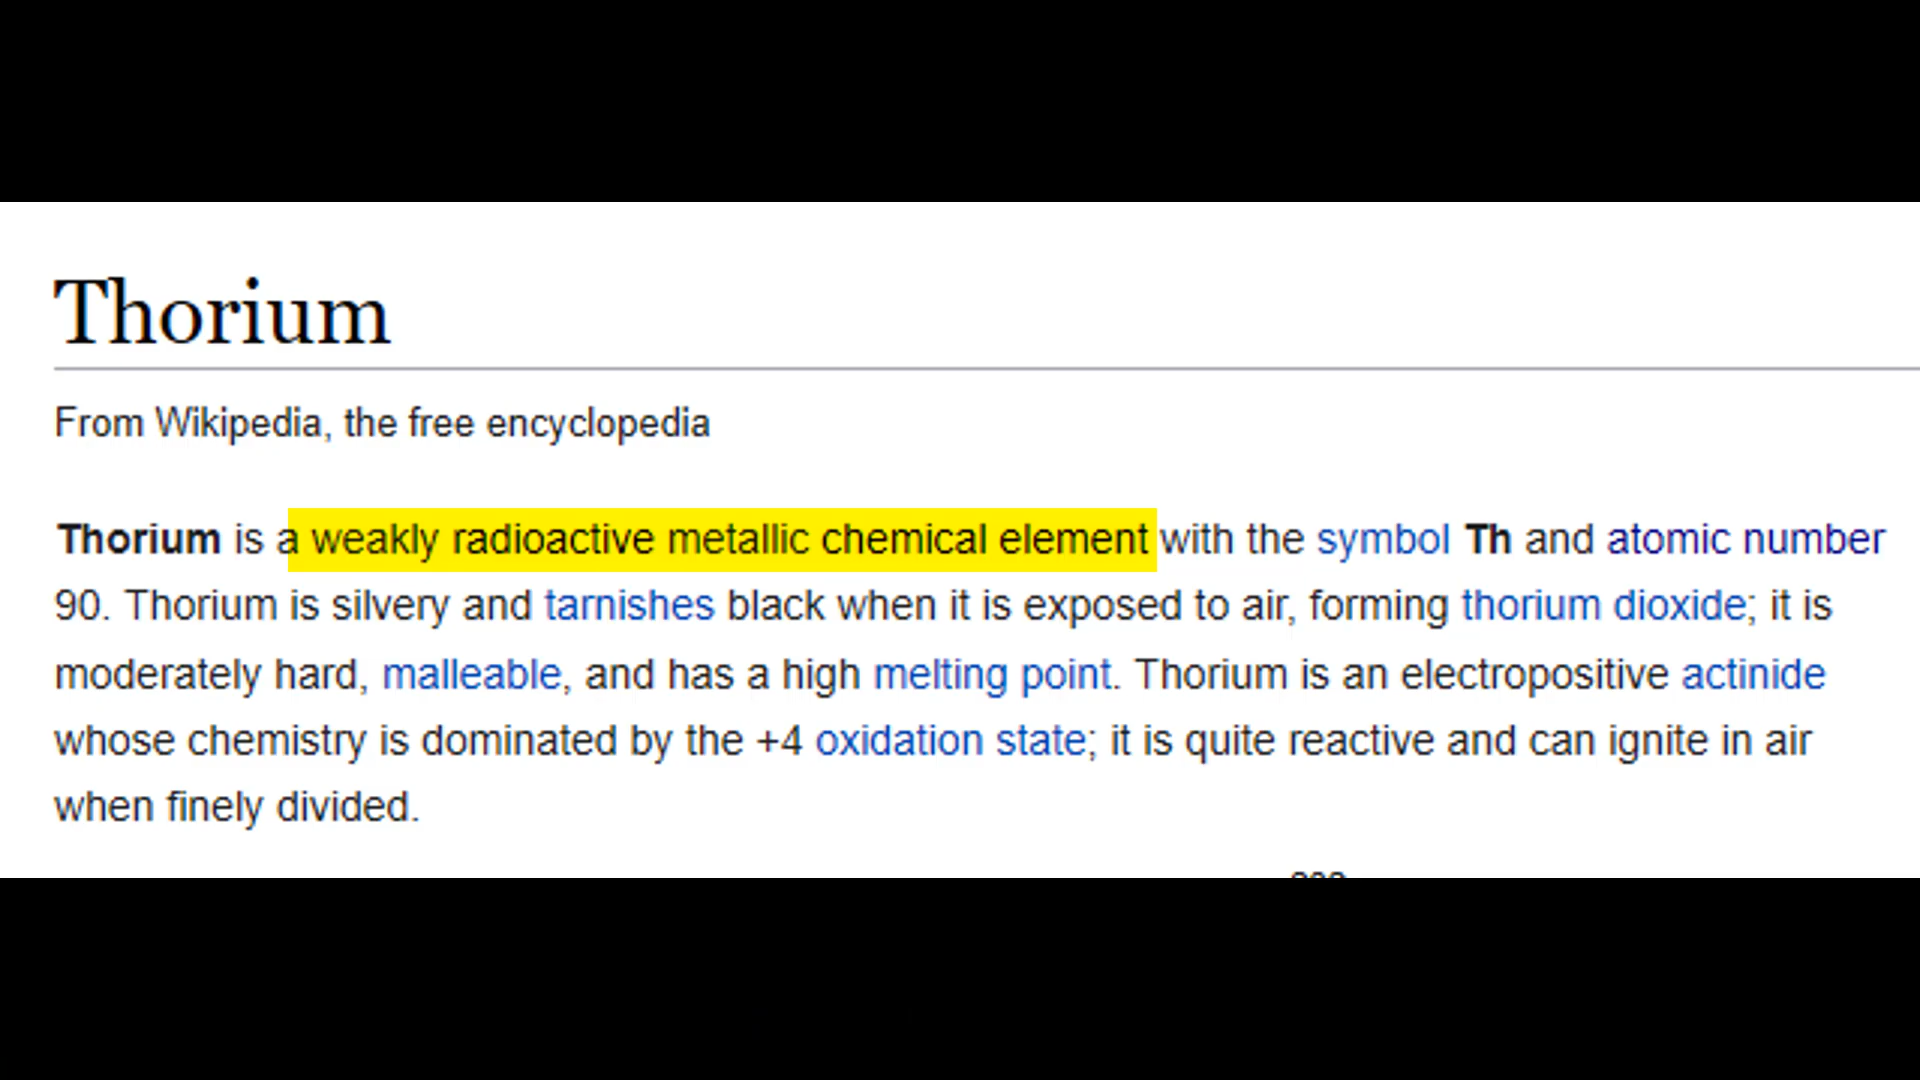 Thorium
From Wikipedia, the free encyclopedia
Thorium is a weakly radioactive metallic chemical element with the symbol Th and atomic number
90. Thorium is silvery and tarnishes black when it is exposed to air, forming thorium dioxide; it is
moderately hard, malleable, and has a high melting point. Thorium is an electropositive actinide
whose chemistry is dominated by the +4 oxidation state; it is quite reactive and can ignite in air
when finely divided.